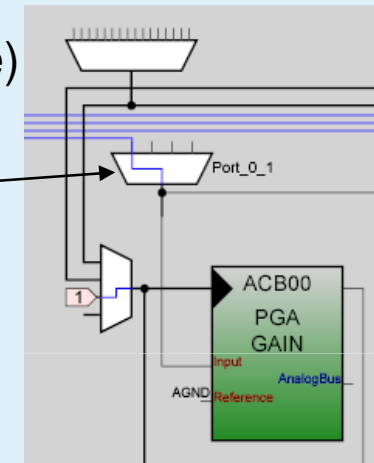 e)
Port_0_1
1
ACB00
PGA
GAIN
Input
AnalogBus
AGND
Reference